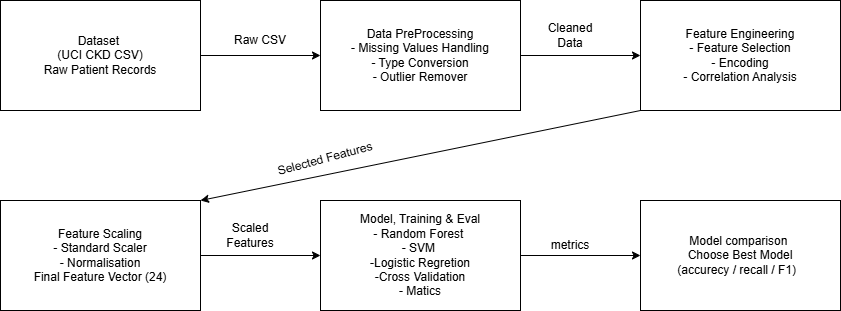 Dataset
(UCI CKD CSV)
Raw Patient Records
Raw CSV
Data PreProcessing
- Missing Values Handling
- Type Conversion
- Outlier Remover
Cleaned
Data
Feature Engineering
- Feature Selection
- Encoding
- Correlation Analysis
Selected Features
Feature Scaling
- Standard Scaler
- Normalisation
Final Feature Vector (24)
Scaled
Features
Model, Training & Eval
- Random Forest
- SVM
-Logistic Regretion
-Cross Validation
- Matics
metrics
Model comparison
Choose Best Model
(accurecy / recall / F1)